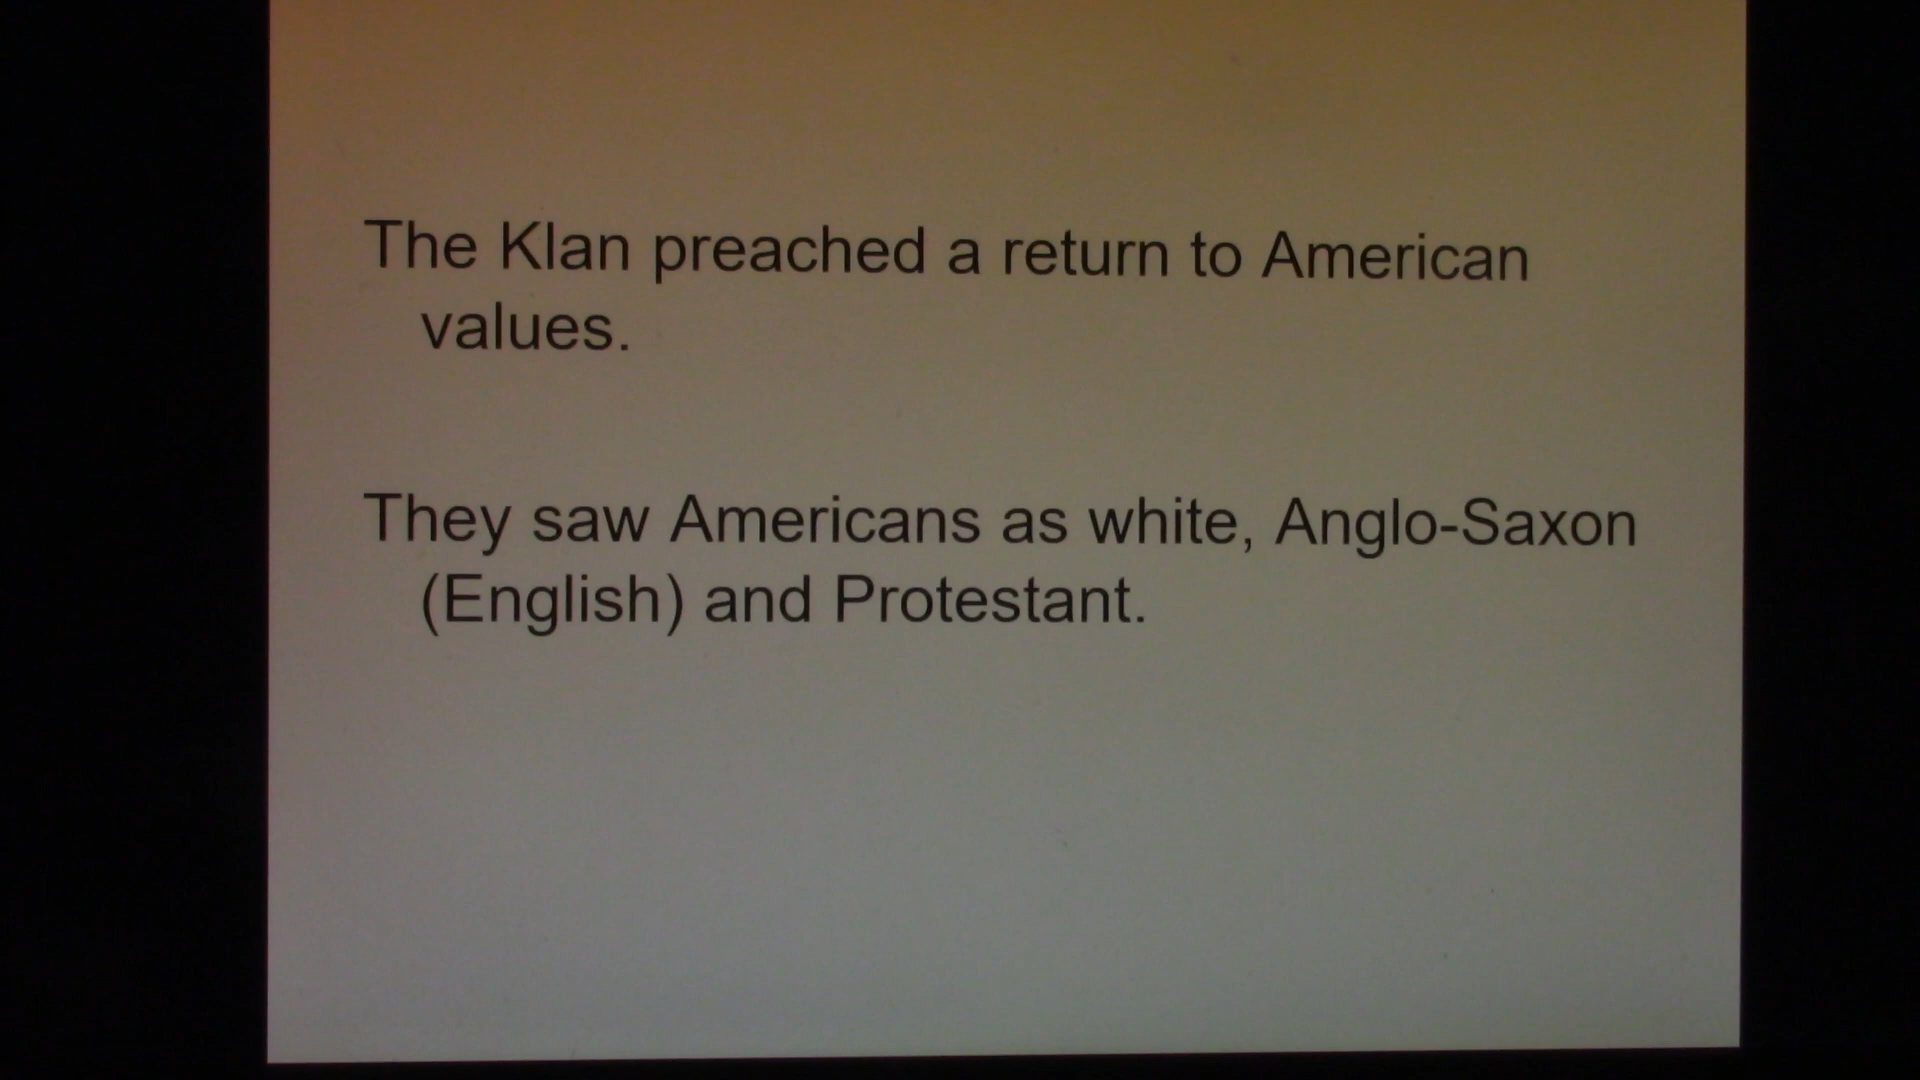 The Klan preached a return to American
values.
They saw Americans as white, Anglo-Saxon
(English) and Protestant.